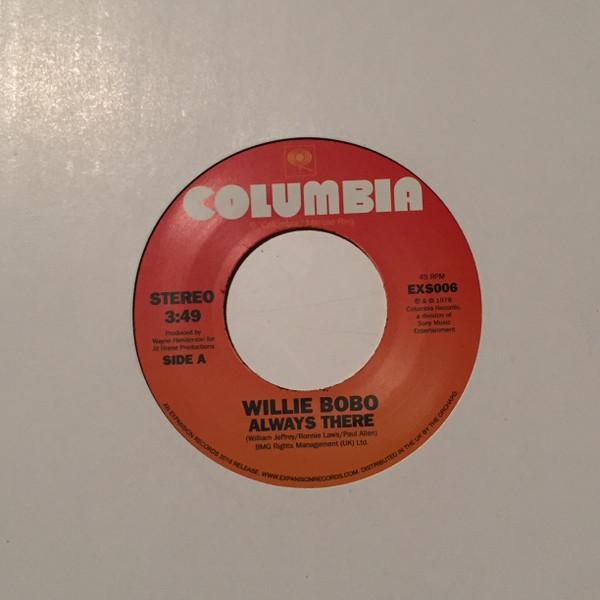 COLUMBIA
STEREO
3:49
Produced by
Wayne Henderson for
At Home Productions
SIDE A
45 RPM
EXS006
℗ & © 1978
Columbia Records,
a division of
Sony Music
Entertainment
WILLIE BOBO
ALWAYS THERE
(William Jeffrey/Ronnie Laws/Paul Allen)
BMG Rights Management (UK) Ltd.
AN EXPANSION RECORDS 2014 RELEASE. WWW.EXPANSIONRECORDS.COM. DISTRIBUTED IN THE UK BY THE ORCHARD